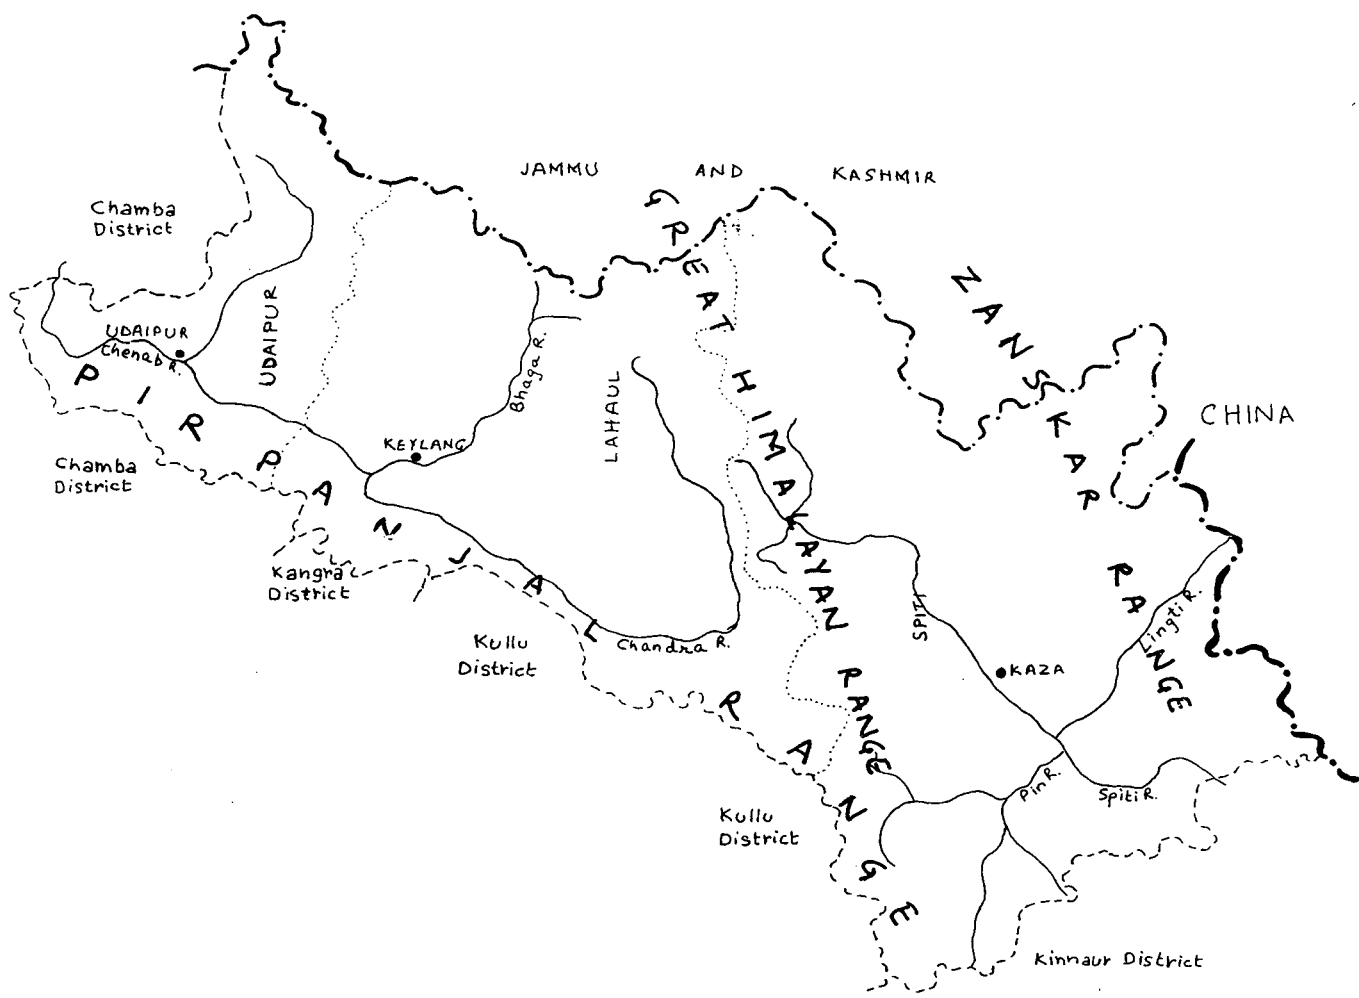 JAMMU AND KASHMIR
Chamba
District
GREAT HIMALAYAN RANGE
ZANSKAR RANGE
UDAIPUR
Chenab R.
UDAIPUR
Bhaga R.
LAHAUL
CHINA
PIR PANJAL RANGE
KEYLANG
Chamba
District
Kangra
District
SPITI
Lingti R.
Kullu
District
Chandra R.
KAZA
Pin R.
Spiti R.
Kullu
District
Kinnaur District